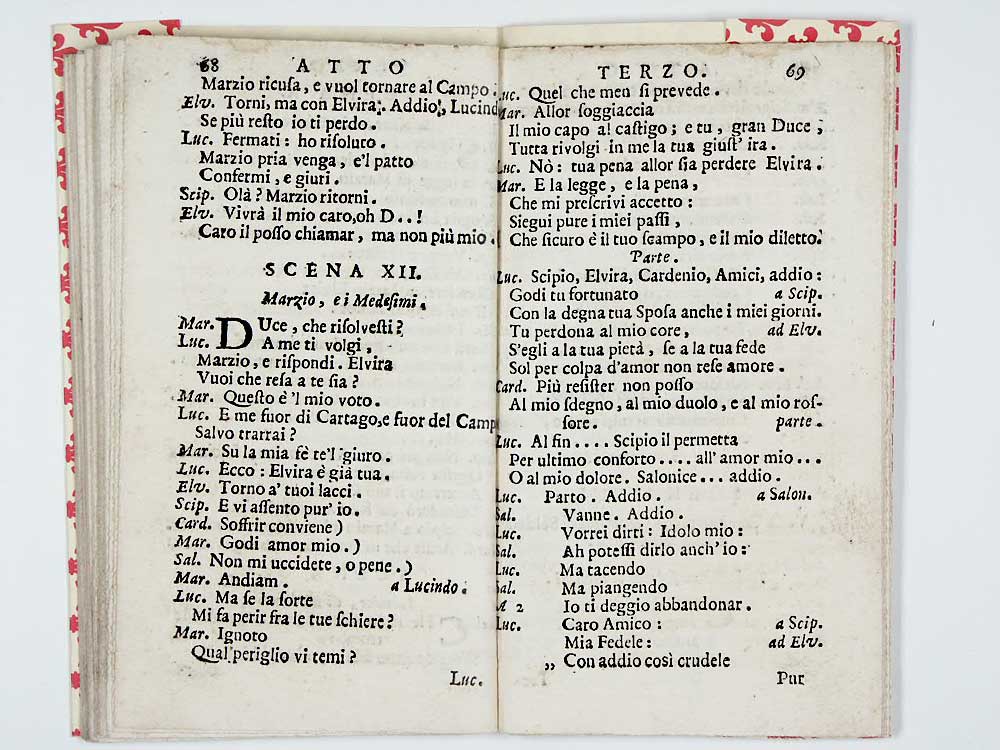 68 ATTO
Marzio ricusa, e vuol tornare al Campo.
Elv. Torni, ma con Elvira. Addio, Lucind
Se più resto io ti perdo.
Luc. Fermati: ho risoluto.
Marzio pria venga, e'l patto
Confermi, e giuri.
Scip. Olà? Marzio ritorni.
Elv. Vivrà il mio caro, oh D..!
Caro il posso chiamar, ma non più mio.
SCENA XII.
Marzio, e i Medesimi.
Mar. DUce, che risolvesti?
Luc. A me ti volgi,
Marzio, e rispondi. Elvira
Vuoi che resa a te sia?
Mar. Questo è 'l mio voto.
Luc. E me fuor di Cartago, e fuor del Camp
Salvo trarrai?
Mar. Su la mia fè te'l giuro.
Luc. Ecco: Elvira è già tua.
Elv. Torno a' tuoi lacci.
Scip. E vi assento pur' io.
Card. Soffrir conviene)
Mar. Godi amor mio.)
Sal. Non mi uccidete, o pene.)
Mar. Andiam. a Lucindo.
Luc. Ma se la sorte
Mi fa perir fra le tue schiere?
Mar. Ignoto
Qual periglio vi temi?
Luc.
TERZO. 69
Luc. Quel che men si prevede.
Mar. Allor soggiaccia
Il mio capo al castigo; e tu, gran Duce,
Tutta rivolgi in me la tua giust' ira.
Luc. Nò: tua pena allor sia perdere Elvira.
Mar. E la legge, e la pena,
Che mi prescrivi accetto:
Siegui pure i miei passi,
Che sicuro è il tuo scampo, e il mio diletto.
Parte.
Luc. Scipio, Elvira, Cardenio, Amici, addio:
Godi tu fortunato a Scip.
Con la degna tua Sposa anche i miei giorni.
Tu perdona al mio core, ad Elv.
S'egli a la tua pietà, se a la tua fede
Sol per colpa d'amor non rese amore.
Card. Più resister non posso
Al mio sdegno, al mio duolo, e al mio ros-
sore. parte.
Luc. Al fin.... Scipio il permetta
Per ultimo conforto.... all' amor mio...
O al mio dolore. Salonice... addio.
Luc. Parto. Addio. a Salon.
Sal. Vanne. Addio.
Luc. Vorrei dirti: Idolo mio:
Sal. Ah potessi dirlo anch' io:
Luc. Ma tacendo
Sal. Ma piangendo
A 2 Io ti deggio abbandonar.
Luc. Caro Amico: a Scip.
Mia Fedele: ad Elv.
„ Con addio così crudele
Pur